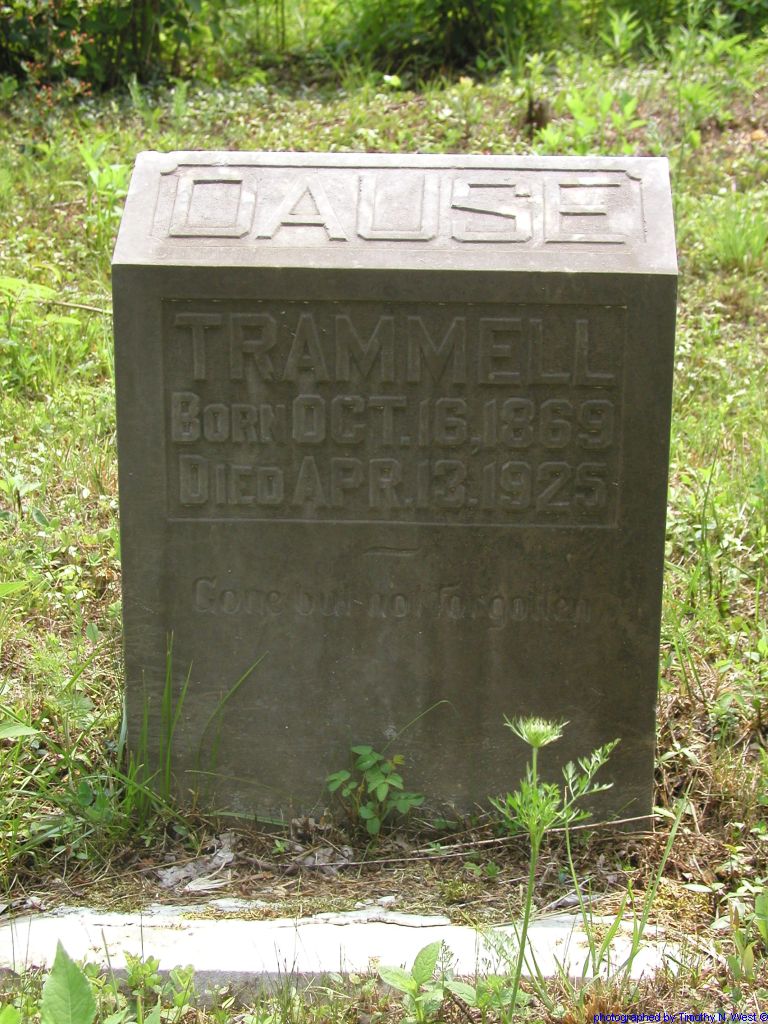 DAUSE
TRAMMELL
BORN OCT. 16, 1869
DIED APR. 13, 1925
Gone but not forgotten
photographed by Timothy N. West ©